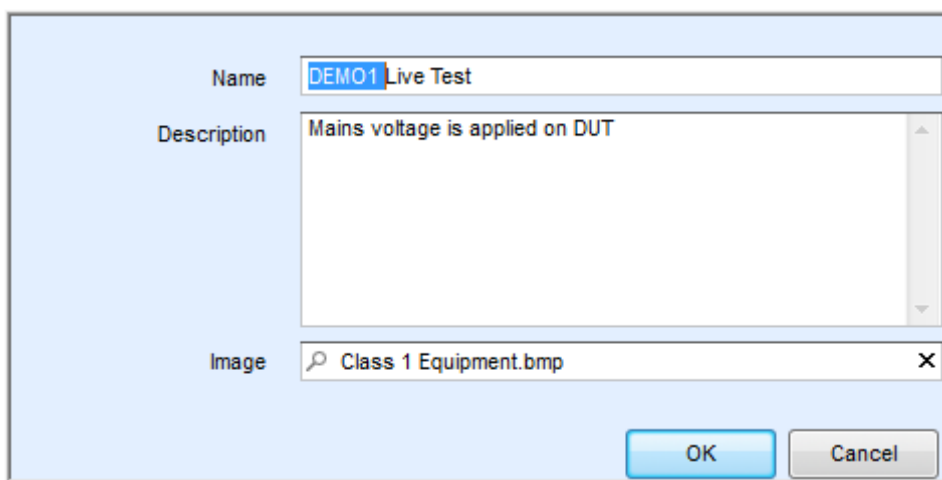 Name DEMO1 Live Test
Description Mains voltage is applied on DUT
Image Class 1 Equipment.bmp
OK Cancel